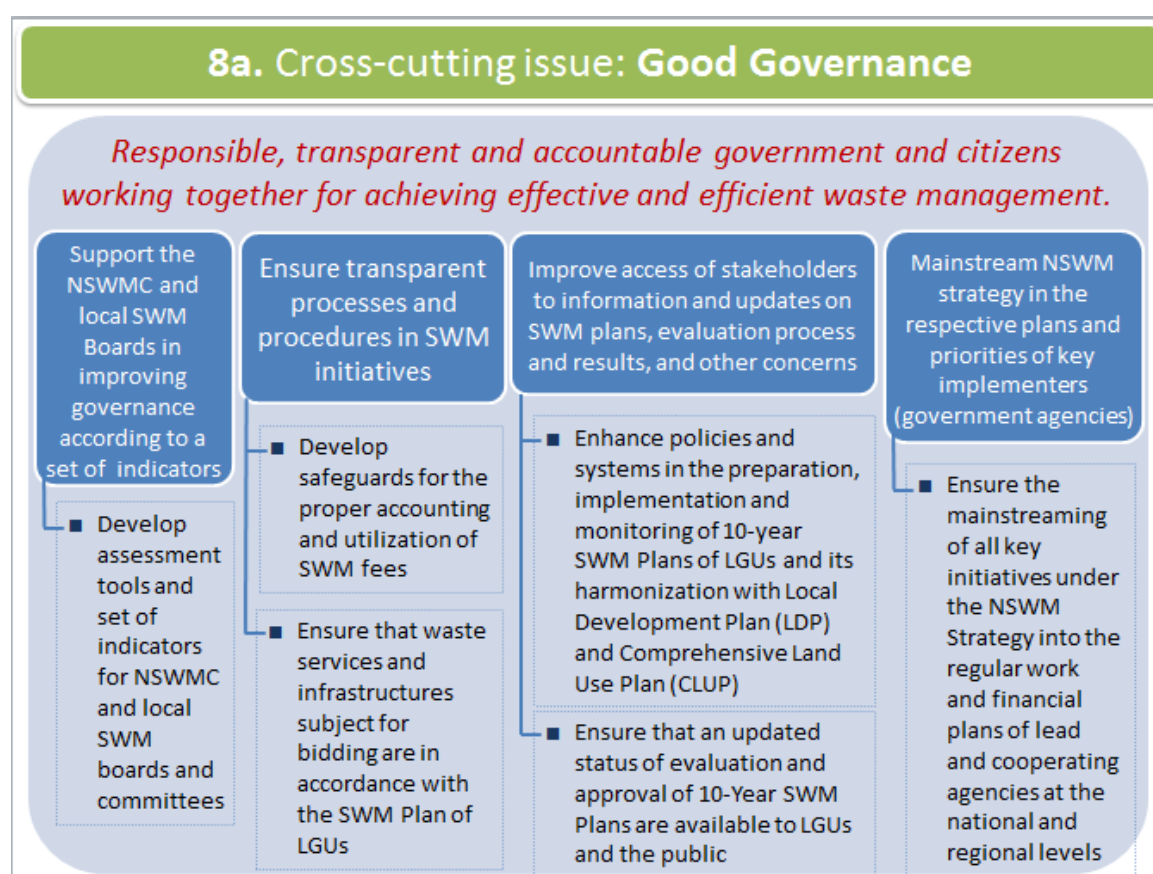 8a. Cross-cutting issue: Good Governance
Responsible, transparent and accountable government and citizens
working together for achieving effective and efficient waste management.
Support the
NSWMC and
local SWM
Boards in
improving
governance
according to a
set of indicators
■ Develop
assessment
tools and
set of
indicators
for NSWMC
and local
SWM
boards and
committees
Ensure transparent
processes and
procedures in SWM
initiatives
■ Develop
safeguards for the
proper accounting
and utilization of
SWM fees
■ Ensure that waste
services and
infrastructures
subject for
bidding are in
accordance with
the SWM Plan of
LGUs
Improve access of stakeholders
to information and updates on
SWM plans, evaluation process
and results, and other concerns
■ Enhance policies and
systems in the preparation,
implementation and
monitoring of 10-year
SWM Plans of LGUs and its
harmonization with Local
Development Plan (LDP)
and Comprehensive Land
Use Plan (CLUP)
■ Ensure that an updated
status of evaluation and
approval of 10-Year SWM
Plans are available to LGUs
and the public
Mainstream NSWM
strategy in the
respective plans and
priorities of key
implementers
(government agencies)
■ Ensure the
mainstreaming
of all key
initiatives under
the NSWM
Strategy into the
regular work
and financial
plans of lead
and cooperating
agencies at the
national and
regional levels